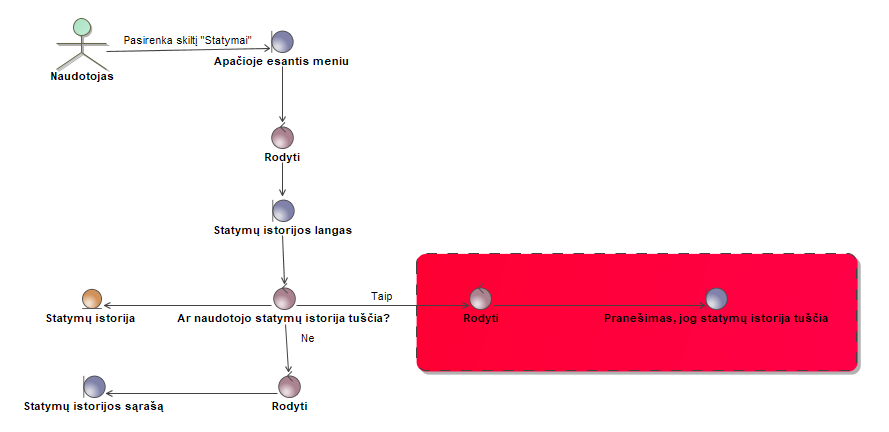 Pasirenka skiltį "Statymai"
Naudotojas
Apačioje esantis meniu
Rodyti
Statymų istorijos langas
Taip
Statymų istorija
Ar naudotojo statymų istorija tuščia?
Rodyti
Pranešimas, jog statymų istorija tuščia
Ne
Statymų istorijos sąrašą
Rodyti